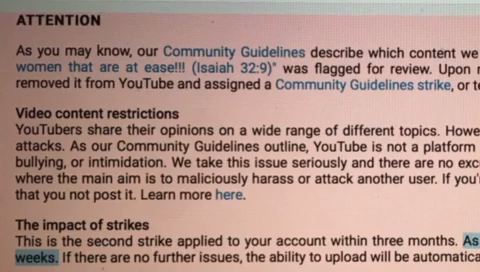 ATTENTION
As you may know, our Community Guidelines describe which content we
women that are at ease!!! (Isaiah 32:9)" was flagged for review. Upon
removed it from YouTube and assigned a Community Guidelines strike, or
Video content restrictions
YouTubers share their opinions on a wide range of different topics.
attacks. As our Community Guidelines outline, YouTube is not a platform
bullying, or intimidation. We take this issue seriously and there are no
where the main aim is to maliciously harass or attack another user. If
that you not post it. Learn more here.
The impact of strikes
This is the second strike applied to your account within three months. As
weeks. If there are no further issues, the ability to upload will be